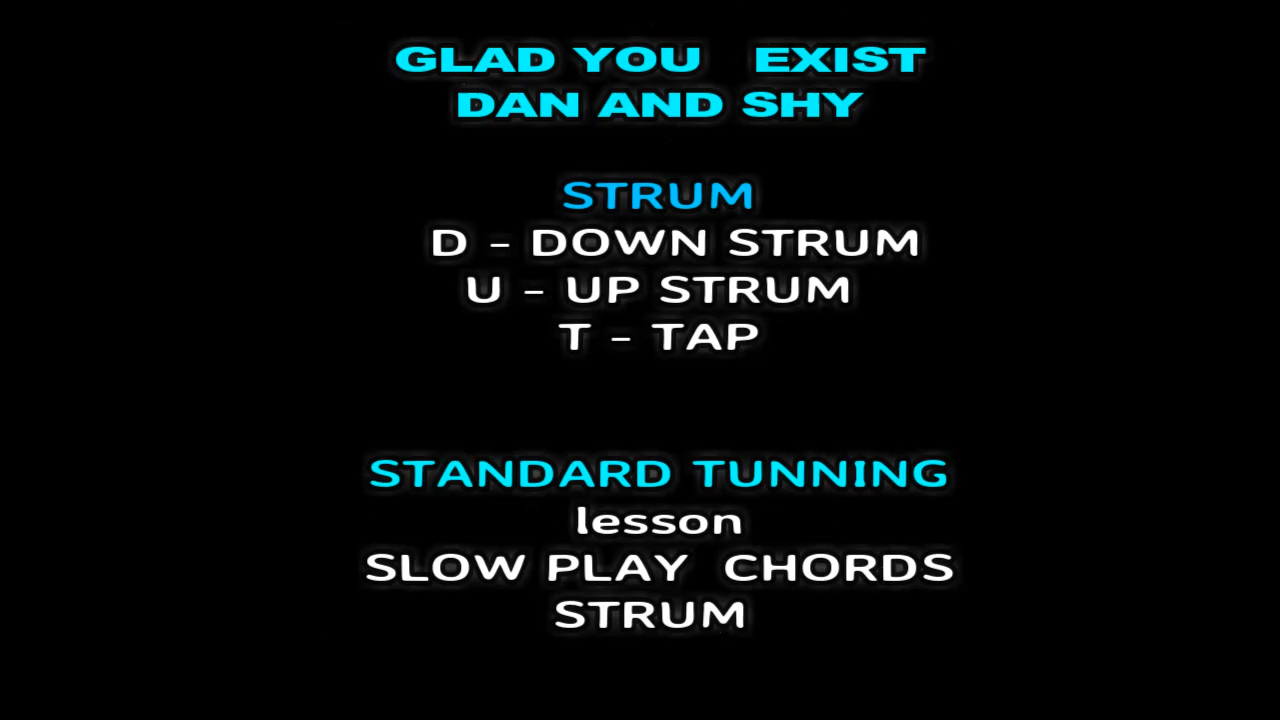 GLAD YOU EXIST
DAN AND SHY
STRUM
D - DOWN STRUM
U - UP STRUM
T - TAP
STANDARD TUNNING
lesson
SLOW PLAY CHORDS
STRUM